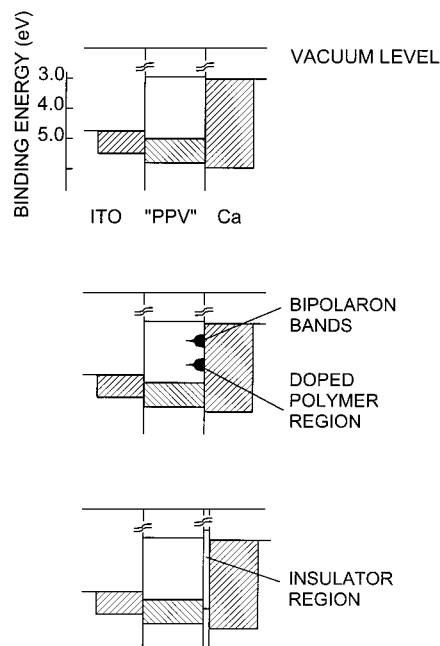 BINDING ENERGY (eV)
VACUUM LEVEL
3.0
4.0
5.0
ITO "PPV" Ca
BIPOLARON
BANDS
DOPED
POLYMER
REGION
INSULATOR
REGION